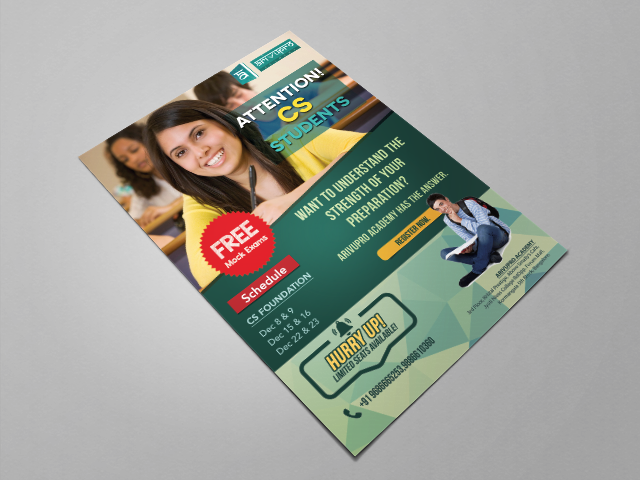 ATTENTION!
CS
STUDENTS
WANT TO UNDERSTAND THE
STRENGTH OF YOUR
PREPARATION?
ARIVUPRO ACADEMY HAS THE ANSWER.
REGISTER NOW.
FREE
Mock Exams
Schedule
CS FOUNDATION
Dec 8 & 9
Dec 15 & 16
Dec 22 & 23
HURRY UP!
LIMITED SEATS AVAILABLE!
ARIVUPRO ACADEMY